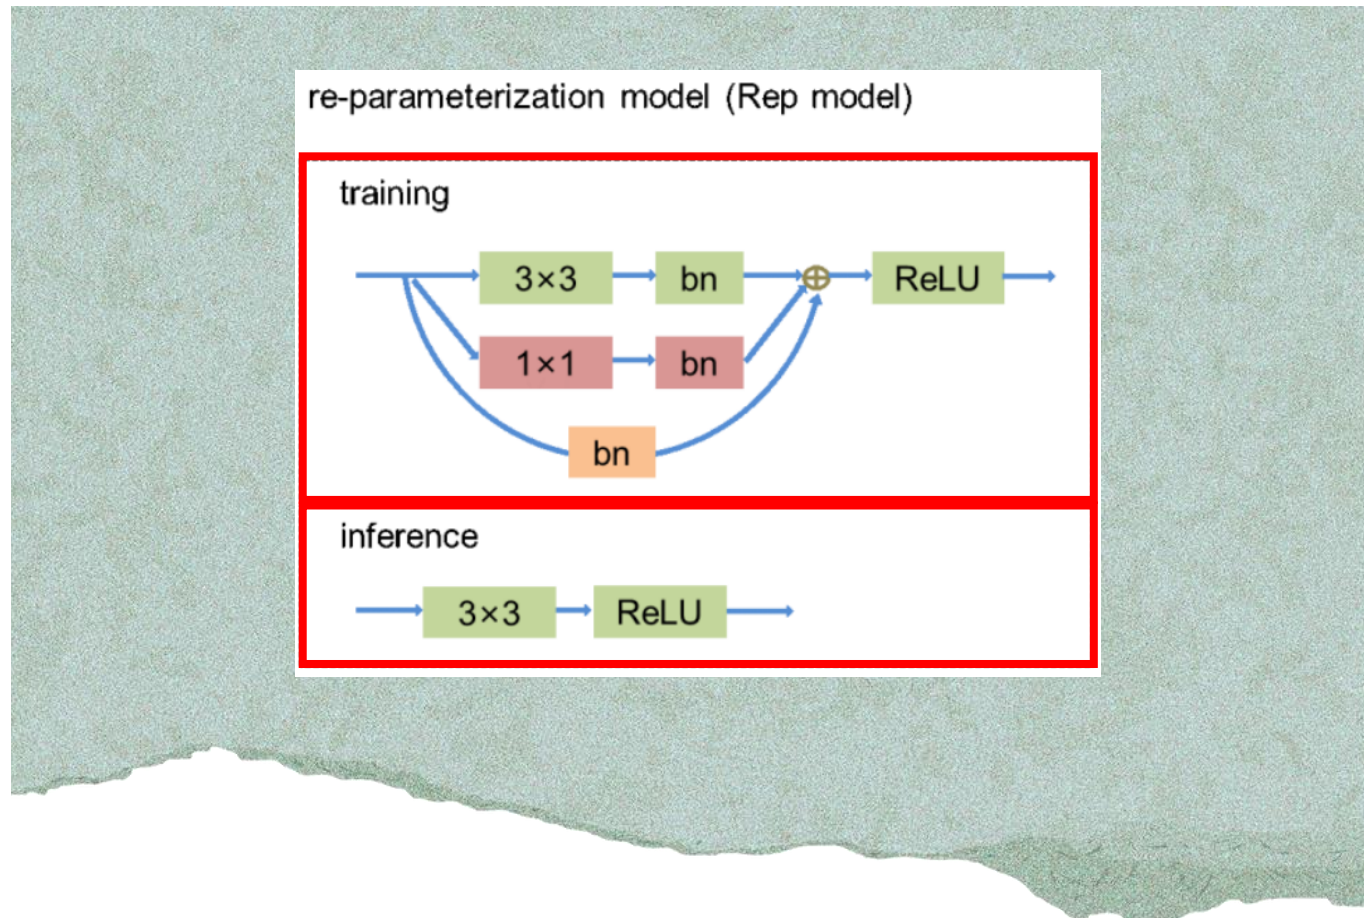 re-parameterization model (Rep model)
training
3×3 bn ⊕ ReLU
1×1 bn
bn
inference
3×3 ReLU